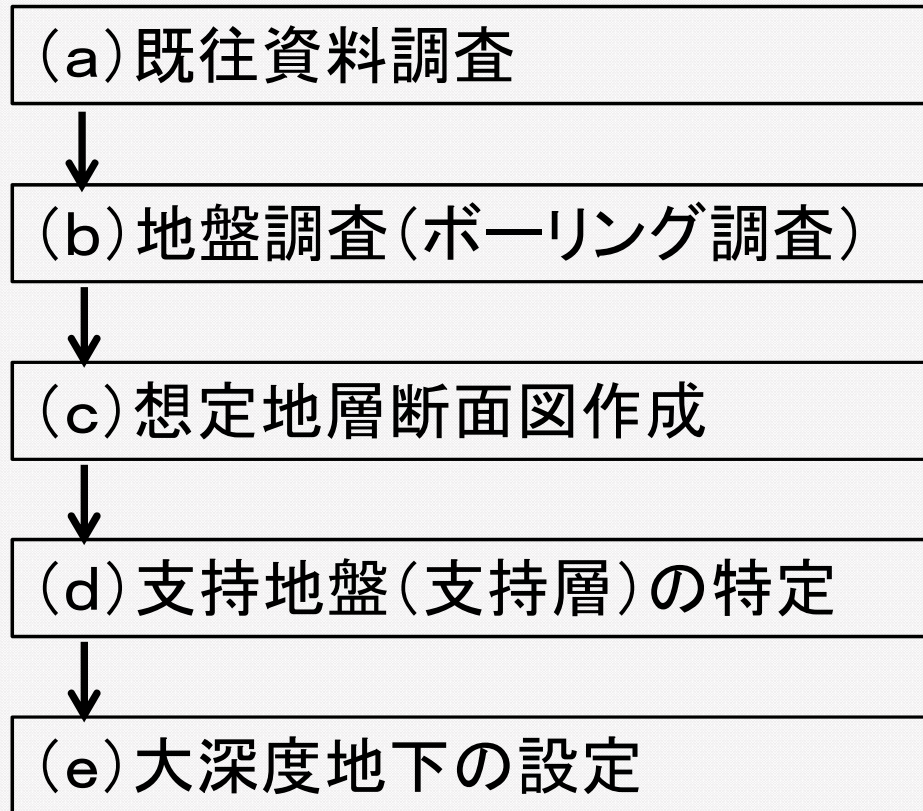 （a）既往資料調査
（b）地盤調査（ボーリング調査）
（c）想定地層断面図作成
（d）支持地盤（支持層）の特定
（e）大深度地下の設定